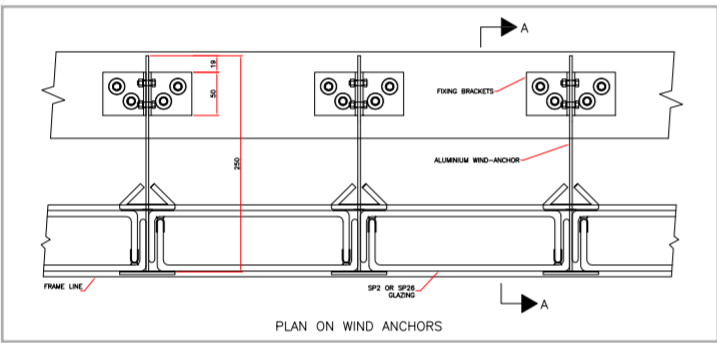 A
19
50
FIXING BRACKETS
250
ALUMINIUM WIND-ANCHOR
FRAME LINE
SP2 OR SP26
GLAZING
A
PLAN ON WIND ANCHORS